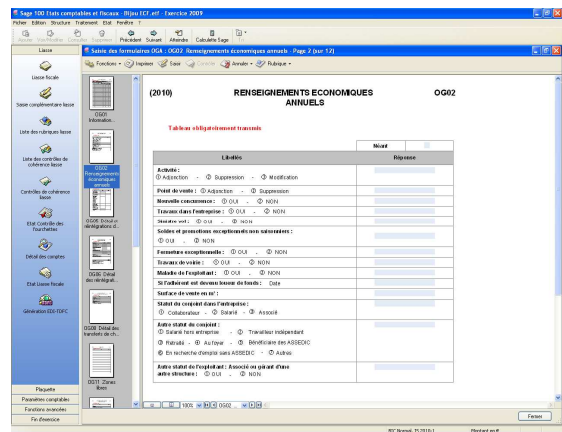 Sage 100 Etats comptables et fiscaux - Bijou ECT.etf - Exercice 2009
Fichier Edition Structure Traitement Etat Fenêtre ?
Ajouter Voir/Modifier Consulter Supprimer Précédent Suivant Atteindre Calculette Sage
Liasse
Liasse fiscale
Saisie complémentaire liasse
Liste des rubriques liasse
Liste des contrôles de cohérence liasse
Contrôles de cohérence liasse
Etat Contrôle des fourchettes
Détail des comptes
Etat Liasse fiscale
Génération EDI-TDFC
Plaquette
Paramètres comptables
Fonctions avancées
Fin d'exercice
Saisie des formulaires OGA : OG02 Renseignements économiques annuels - Page 2 (sur 12)
Fonctions Imprimer Saisir Annuler Rubrique
OG01 Information...
OG02 Renseignements économiques annuels
réintégrations d...
OG06 Détail des réintégrat...
OG08 Détail des transferts de ch...
OG11 Zones libres
(2010) RENSEIGNEMENTS ECONOMIQUES ANNUELS OG02
Tableau obligatoirement transmis
Néant
Libellés Réponse
Activité :
① Adjonction - ② Suppression - ③ Modification
Point de vente : ① Adjonction - ② Suppression
Nouvelle concurrence : ① OUI - ② NON
Travaux dans l'entreprise : ① OUI - ② NON
① OUI - ② NON
Soldes et promotions exceptionnels non saisonniers :
① OUI - ② NON
Fermeture exceptionnelle : ① OUI - ② NON
Travaux de voirie : ① OUI - ② NON
Maladie de l'exploitant : ① OUI - ② NON
Si l'adhérent est devenu loueur de fonds : Date
Surface de vente en m² :
Statut du conjoint dans l'entreprise :
① Collaborateur - ② Salarié - ③ Associé
Autre statut du conjoint :
① Salarié hors entreprise - ② Travailleur indépendant
③ Retraité - ④ Au foyer - ⑤ Bénéficiaire des ASSEDIC
⑥ En recherche d'emploi sans ASSEDIC - ⑦ Autres
Autre statut de l'exploitant : Associé ou gérant d'une
autre structure : ① OUI - ② NON
100% OG02 ...
Fermer